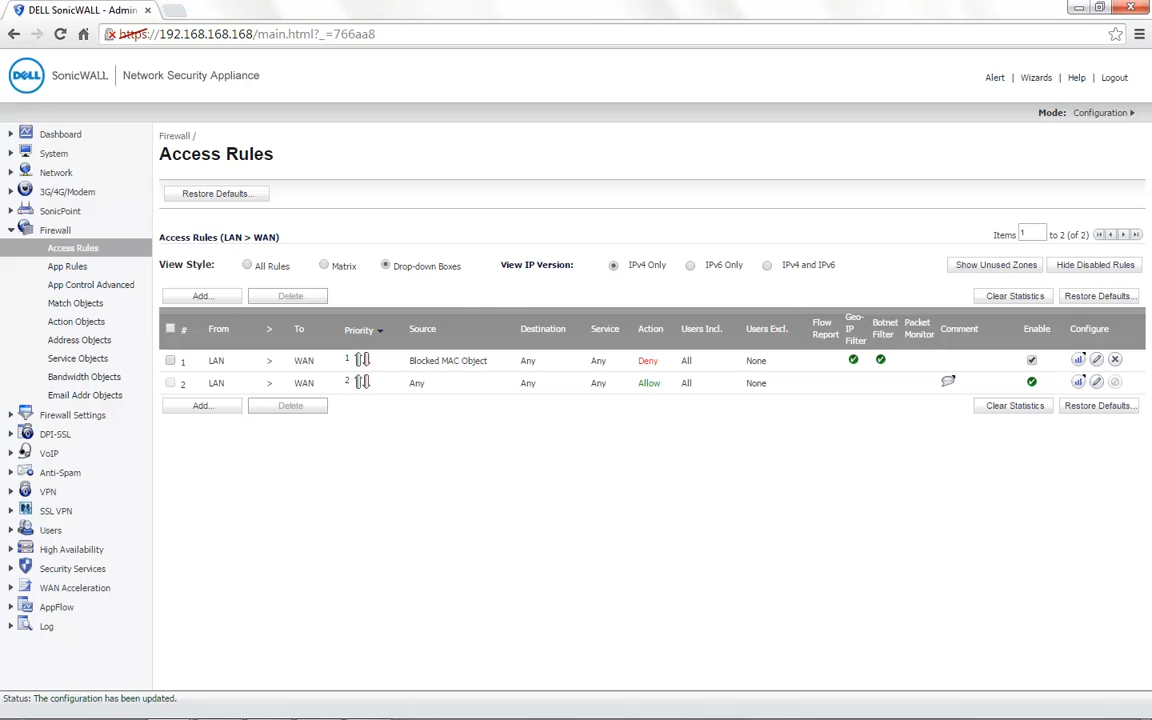 DELL SonicWALL - Admin
https://192.168.168.168/main.html?_=766aa8
DELL SonicWALL | Network Security Appliance
Alert | Wizards | Help | Logout
Mode: Configuration
Dashboard
System
Network
3G/4G/Modem
SonicPoint
Firewall
Access Rules
App Rules
App Control Advanced
Match Objects
Action Objects
Address Objects
Service Objects
Bandwidth Objects
Email Addr Objects
Firewall Settings
DPI-SSL
VoIP
Anti-Spam
VPN
SSL VPN
Users
High Availability
Security Services
WAN Acceleration
AppFlow
Log
Firewall /
Access Rules
Restore Defaults...
Access Rules (LAN > WAN)
Items 1 to 2 (of 2)
View Style: All Rules Matrix Drop-down Boxes View IP Version: IPv4 Only IPv6 Only IPv4 and IPv6 Show Unused Zones Hide Disabled Rules
Add... Delete Clear Statistics Restore Defaults...
# From > To Priority Source Destination Service Action Users Incl. Users Excl. Flow Report Geo-IP Filter Botnet Filter Packet Monitor Comment Enable Configure
1 LAN > WAN 1 Blocked MAC Object Any Any Deny All None
2 LAN > WAN 2 Any Any Any Allow All None
Add... Delete Clear Statistics Restore Defaults...
Status: The configuration has been updated.